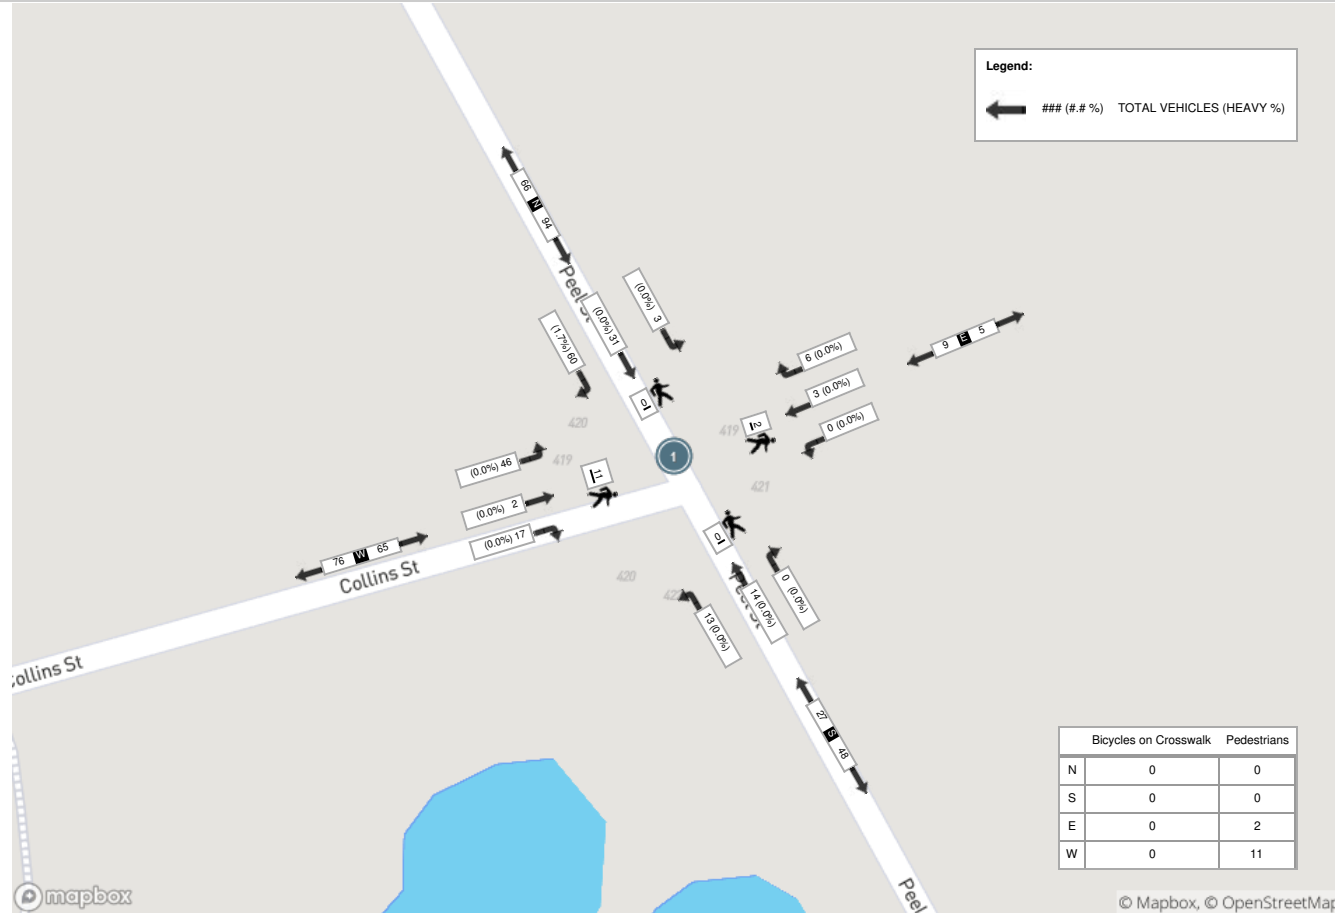 Legend:
### (#.# %) TOTAL VEHICLES (HEAVY %)
66 N 94
Peel St
(0.0%) 3
(0.0%) 31
(1.7%) 60
0
6 (0.0%)
3 (0.0%)
0 (0.0%)
9 E 5
2
420
419
419
421
1
(0.0%) 46
(0.0%) 2
(0.0%) 17
11
76 W 65
Collins St
Collins St
0
420
0 (0.0%)
14 (0.0%)
13 (0.0%)
Peel St
27 S 48
Bicycles on Crosswalk Pedestrians
N 0 0
S 0 0
E 0 2
W 0 11
Peel
mapbox
© Mapbox, © OpenStreetMap